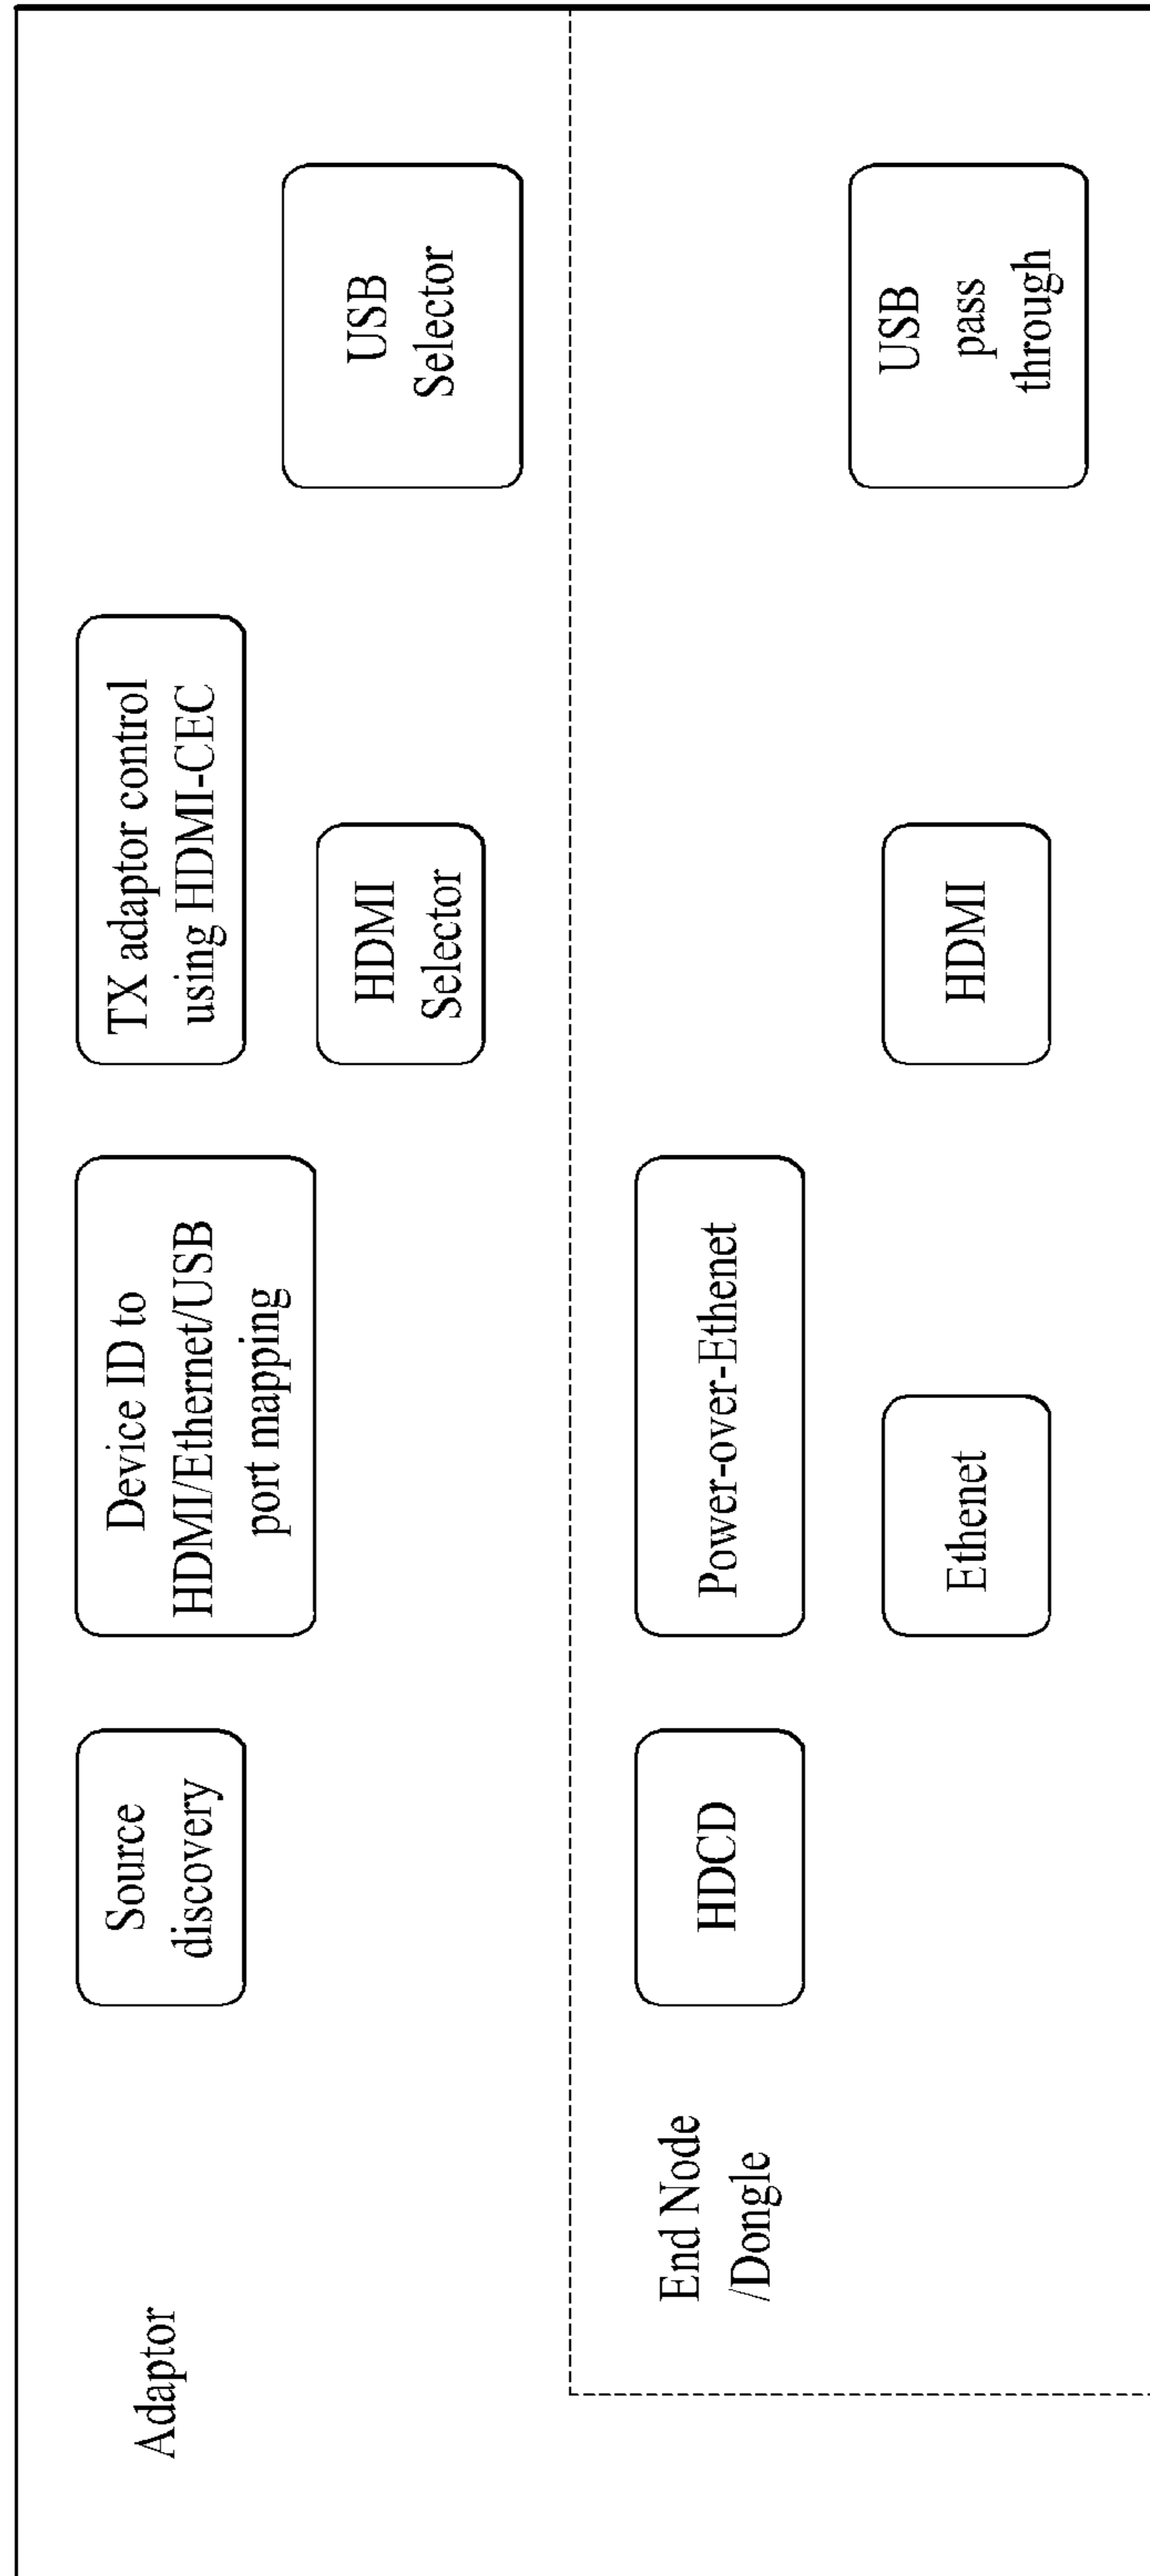 Adaptor
Source
discovery
Device ID to
HDMI/Ethernet/USB
port mapping
TX adaptor control
using HDMI-CEC
HDMI
Selector
USB
Selector
End Node
/Dongle
HDCD
Power-over-Ethenet
Ethenet
HDMI
USB
pass
through